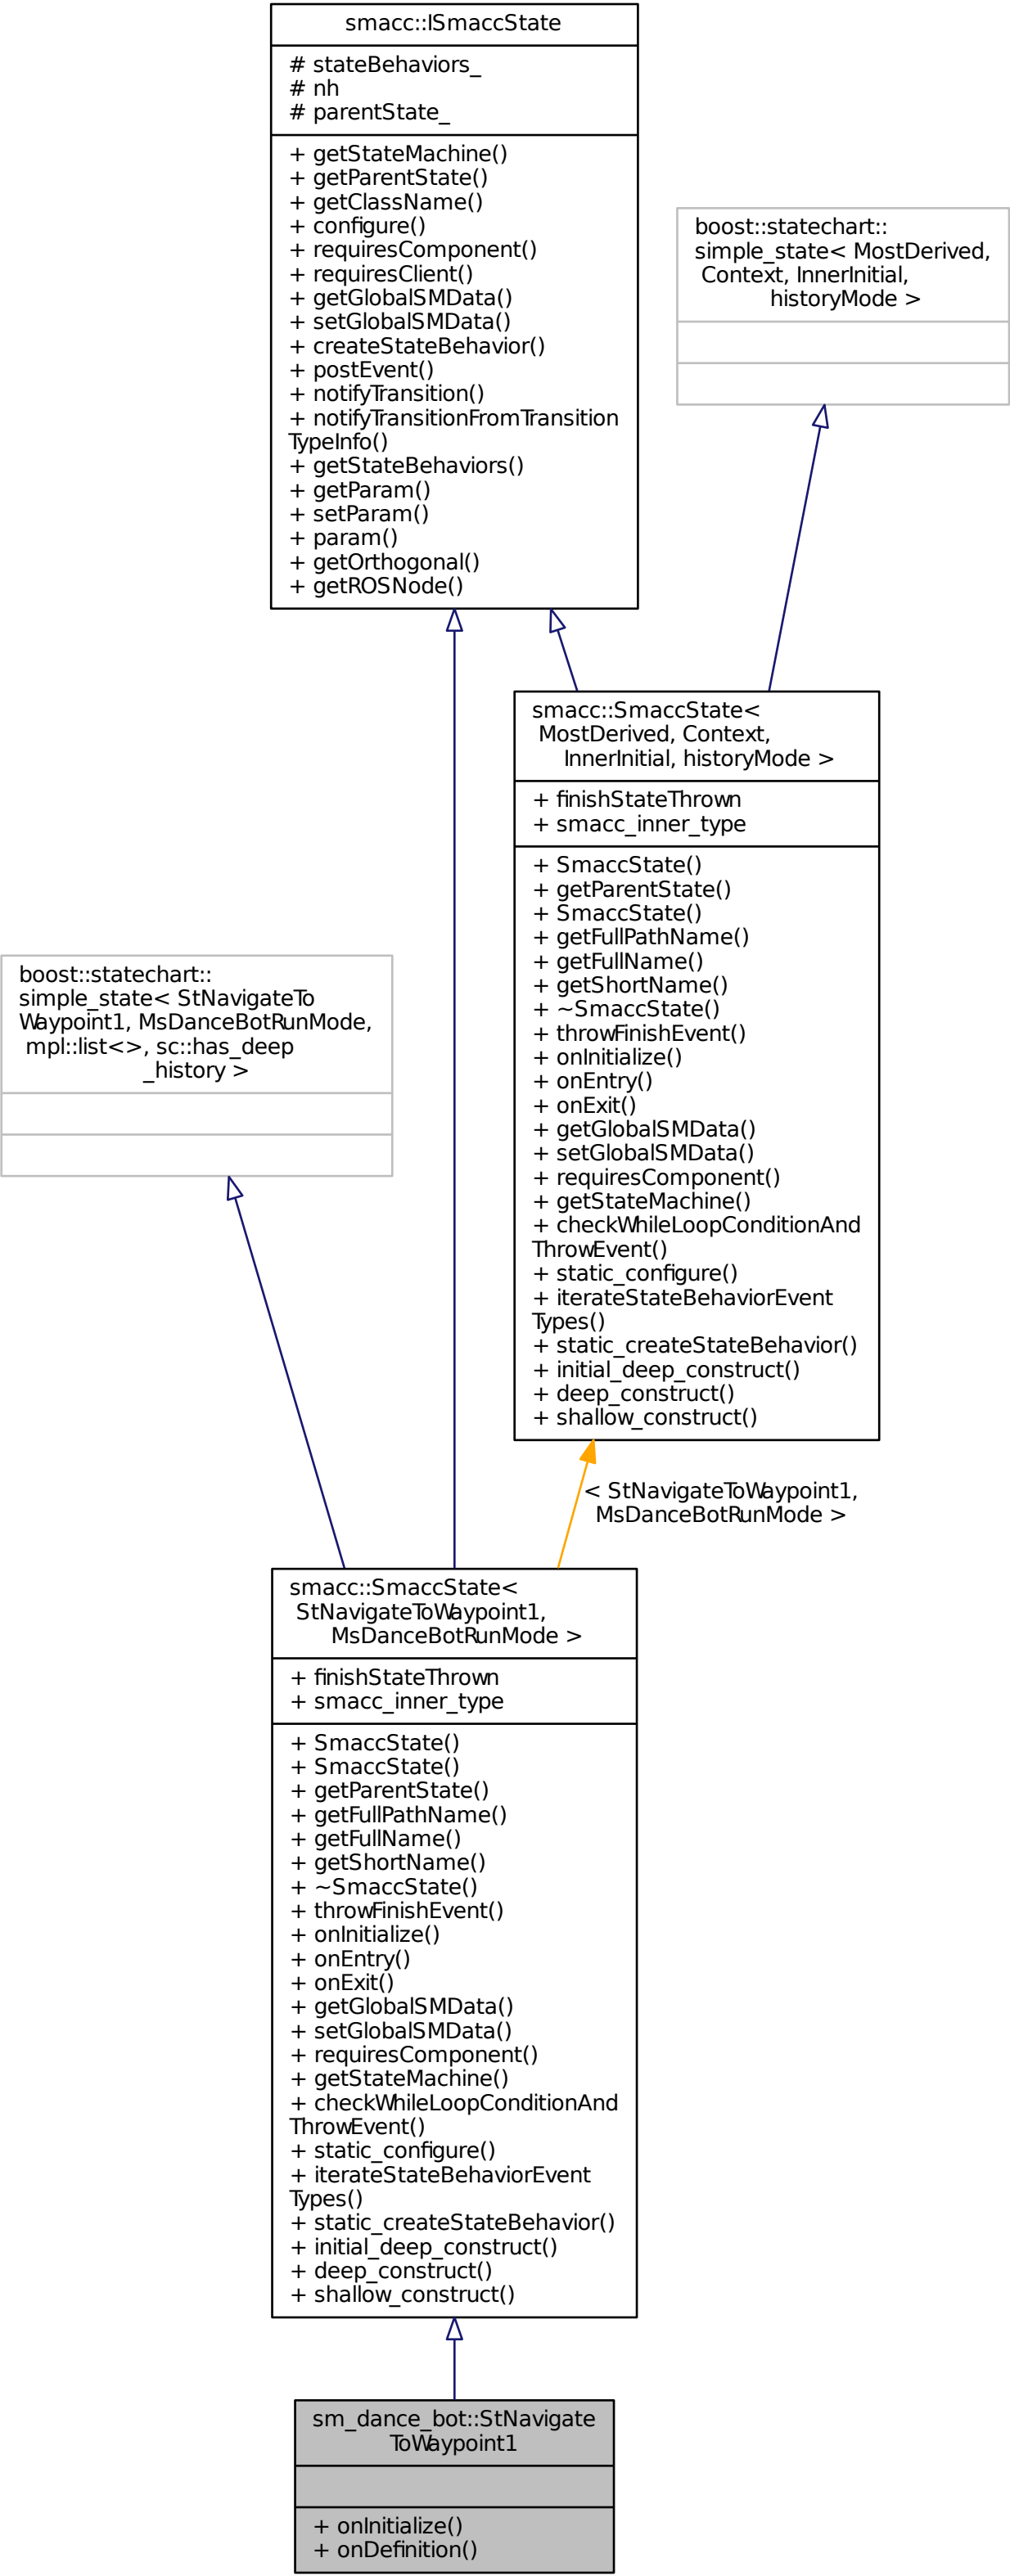 smacc::ISmaccState
# stateBehaviors_
# nh
# parentState_
+ getStateMachine()
+ getParentState()
+ getClassName()
+ configure()
+ requiresComponent()
+ requiresClient()
+ getGlobalSMData()
+ setGlobalSMData()
+ createStateBehavior()
+ postEvent()
+ notifyTransition()
+ notifyTransitionFromTransition
TypeInfo()
+ getStateBehaviors()
+ getParam()
+ setParam()
+ param()
+ getOrthogonal()
+ getROSNode()
boost::statechart::
simple_state< MostDerived,
Context, InnerInitial,
historyMode >
smacc::SmaccState<
MostDerived, Context,
InnerInitial, historyMode >
+ finishStateThrown
+ smacc_inner_type
+ SmaccState()
+ getParentState()
+ SmaccState()
+ getFullPathName()
+ getFullName()
+ getShortName()
+ ~SmaccState()
+ throwFinishEvent()
+ onInitialize()
+ onEntry()
+ onExit()
+ getGlobalSMData()
+ setGlobalSMData()
+ requiresComponent()
+ getStateMachine()
+ checkWhileLoopConditionAnd
ThrowEvent()
+ static_configure()
+ iterateStateBehaviorEvent
Types()
+ static_createStateBehavior()
+ initial_deep_construct()
+ deep_construct()
+ shallow_construct()
boost::statechart::
simple_state< StNavigateTo
Waypoint1, MsDanceBotRunMode,
mpl::list<>, sc::has_deep
_history >
< StNavigateToWaypoint1,
MsDanceBotRunMode >
smacc::SmaccState<
StNavigateToWaypoint1,
MsDanceBotRunMode >
+ finishStateThrown
+ smacc_inner_type
+ SmaccState()
+ SmaccState()
+ getParentState()
+ getFullPathName()
+ getFullName()
+ getShortName()
+ ~SmaccState()
+ throwFinishEvent()
+ onInitialize()
+ onEntry()
+ onExit()
+ getGlobalSMData()
+ setGlobalSMData()
+ requiresComponent()
+ getStateMachine()
+ checkWhileLoopConditionAnd
ThrowEvent()
+ static_configure()
+ iterateStateBehaviorEvent
Types()
+ static_createStateBehavior()
+ initial_deep_construct()
+ deep_construct()
+ shallow_construct()
sm_dance_bot::StNavigate
ToWaypoint1
+ onInitialize()
+ onDefinition()